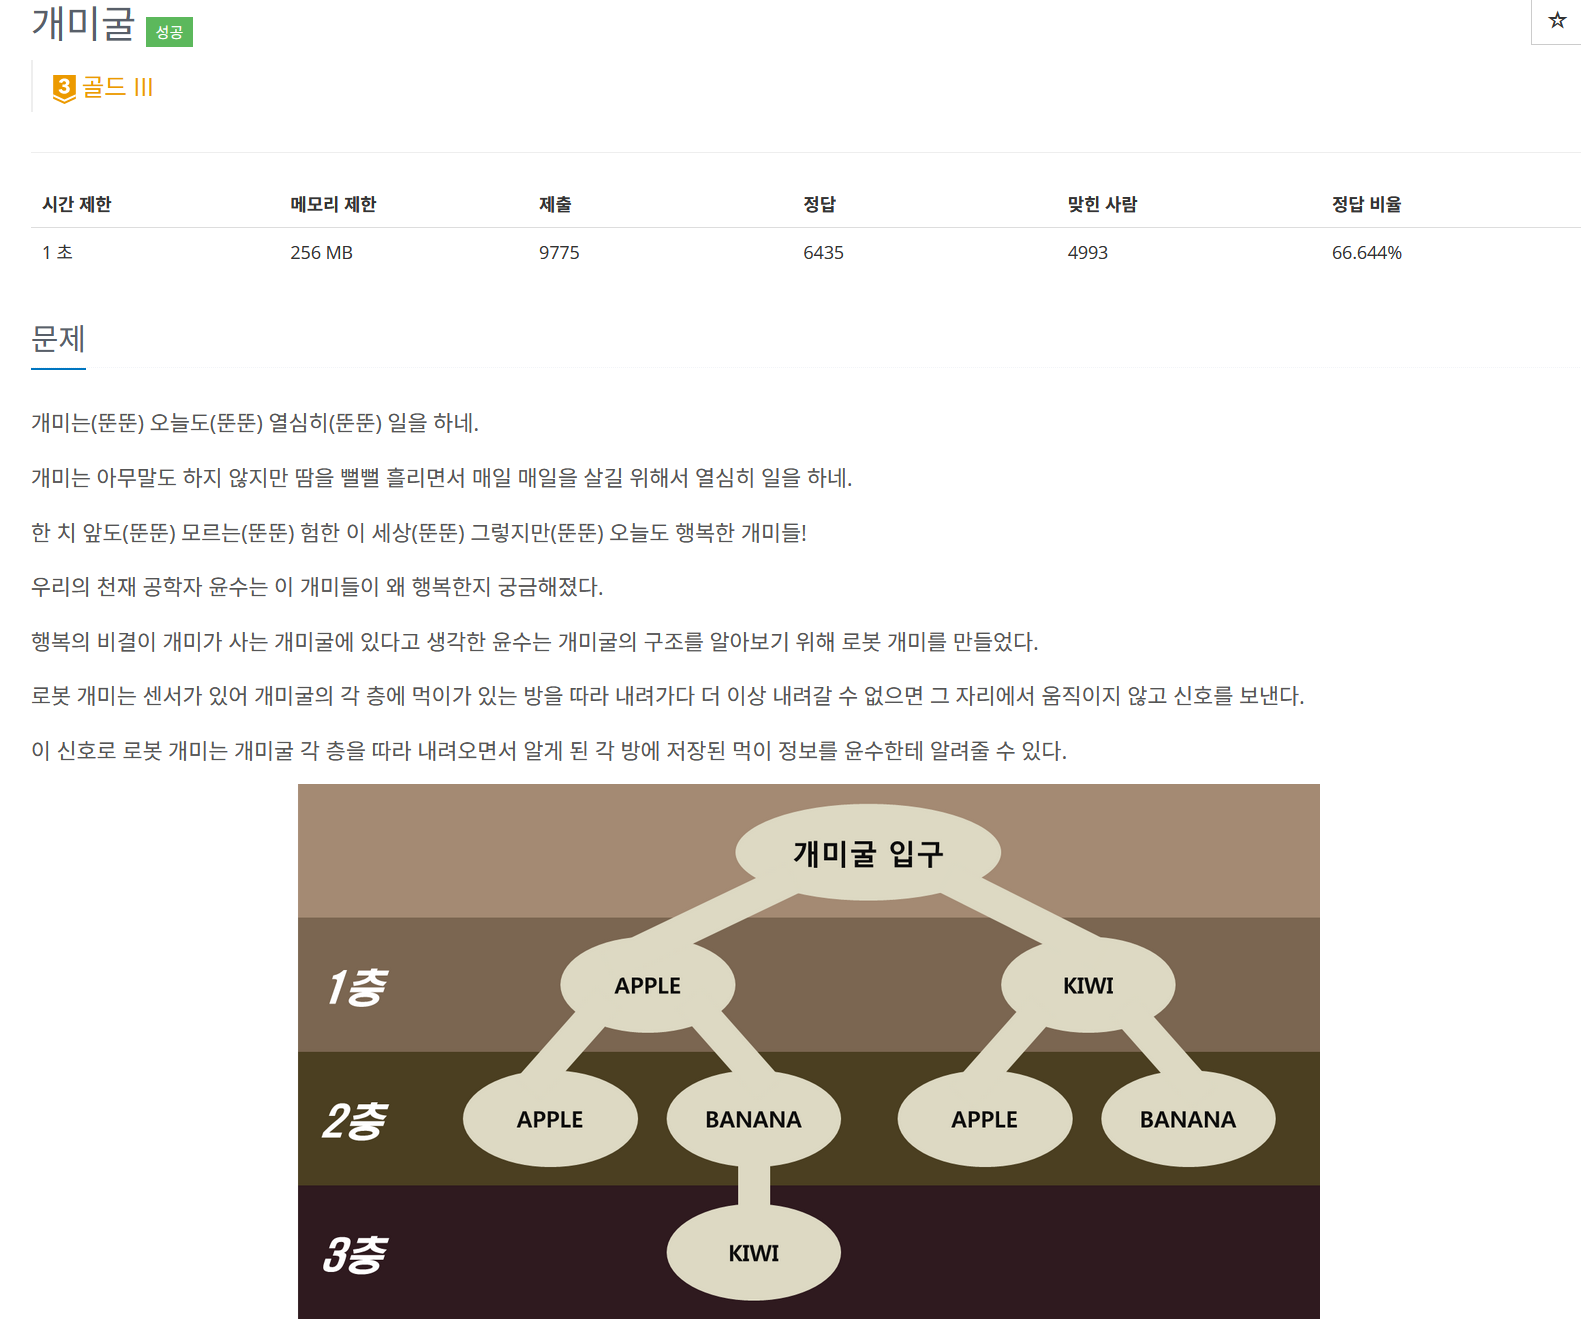 개미굴 성공
☆
3 골드 III
시간 제한 메모리 제한 제출 정답 맞힌 사람 정답 비율
1 초 256 MB 9775 6435 4993 66.644%
문제
개미는(뚠뚠) 오늘도(뚠뚠) 열심히(뚠뚠) 일을 하네.
개미는 아무말도 하지 않지만 땀을 뻘뻘 흘리면서 매일 매일을 살길 위해서 열심히 일을 하네.
한 치 앞도(뚠뚠) 모르는(뚠뚠) 험한 이 세상(뚠뚠) 그렇지만(뚠뚠) 오늘도 행복한 개미들!
우리의 천재 공학자 윤수는 이 개미들이 왜 행복한지 궁금해졌다.
행복의 비결이 개미가 사는 개미굴에 있다고 생각한 윤수는 개미굴의 구조를 알아보기 위해 로봇 개미를 만들었다.
로봇 개미는 센서가 있어 개미굴의 각 층에 먹이가 있는 방을 따라 내려가다 더 이상 내려갈 수 없으면 그 자리에서 움직이지 않고 신호를 보낸다.
이 신호로 로봇 개미는 개미굴 각 층을 따라 내려오면서 알게 된 각 방에 저장된 먹이 정보를 윤수한테 알려줄 수 있다.
개미굴 입구
1층 APPLE KIWI
2층 APPLE BANANA APPLE BANANA
3층 KIWI